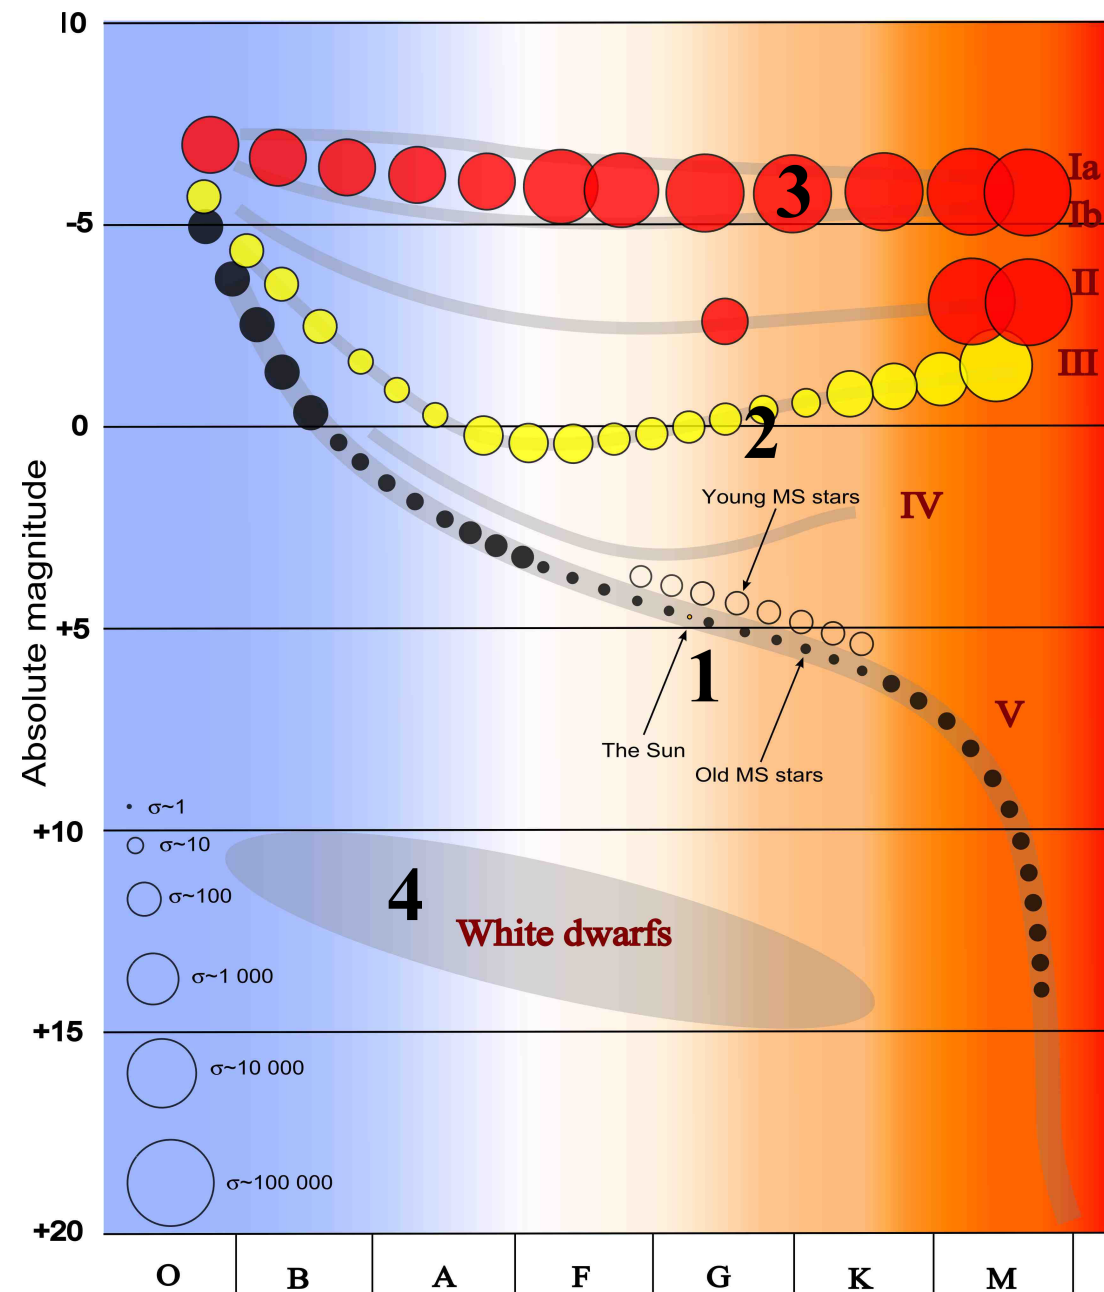 10
Ia
3
Ib
-5
II
III
0
2
Young MS stars
IV
Absolute magnitude
+5
1
V
The Sun
Old MS stars
σ~1
+10
σ~10
4
σ~100
White dwarfs
σ~1 000
+15
σ~10 000
σ~100 000
+20
O B A F G K M